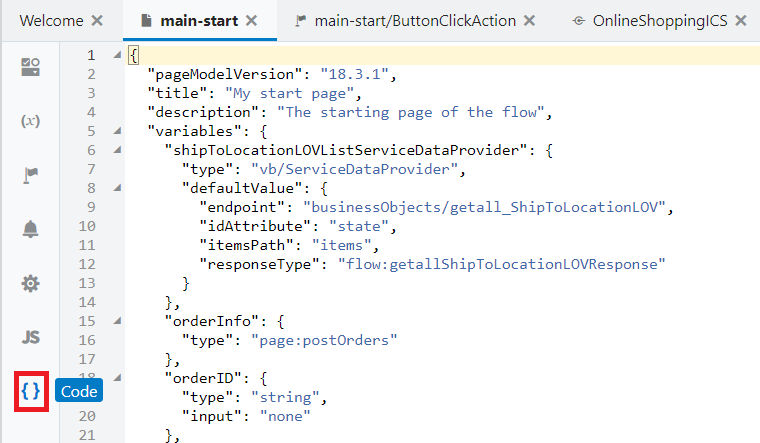 Welcome ✕ main-start ✕ main-start/ButtonClickAction ✕ OnlineShoppingICS ✕
1 {
2 "pageModelVersion": "18.3.1",
3 "title": "My start page",
4 "description": "The starting page of the flow",
5 "variables": {
6 "shipToLocationLOVListServiceDataProvider": {
7 "type": "vb/ServiceDataProvider",
8 "defaultValue": {
9 "endpoint": "businessObjects/getall_ShipToLocationLOV",
10 "idAttribute": "state",
11 "itemsPath": "items",
12 "responseType": "flow:getallShipToLocationLOVResponse"
13 }
14 },
15 "orderInfo": {
16 "type": "page:postOrders"
17 },
18 "orderID": {
"type": "string",
20 "input": "none"
21 },
(x)
JS
{ } Code